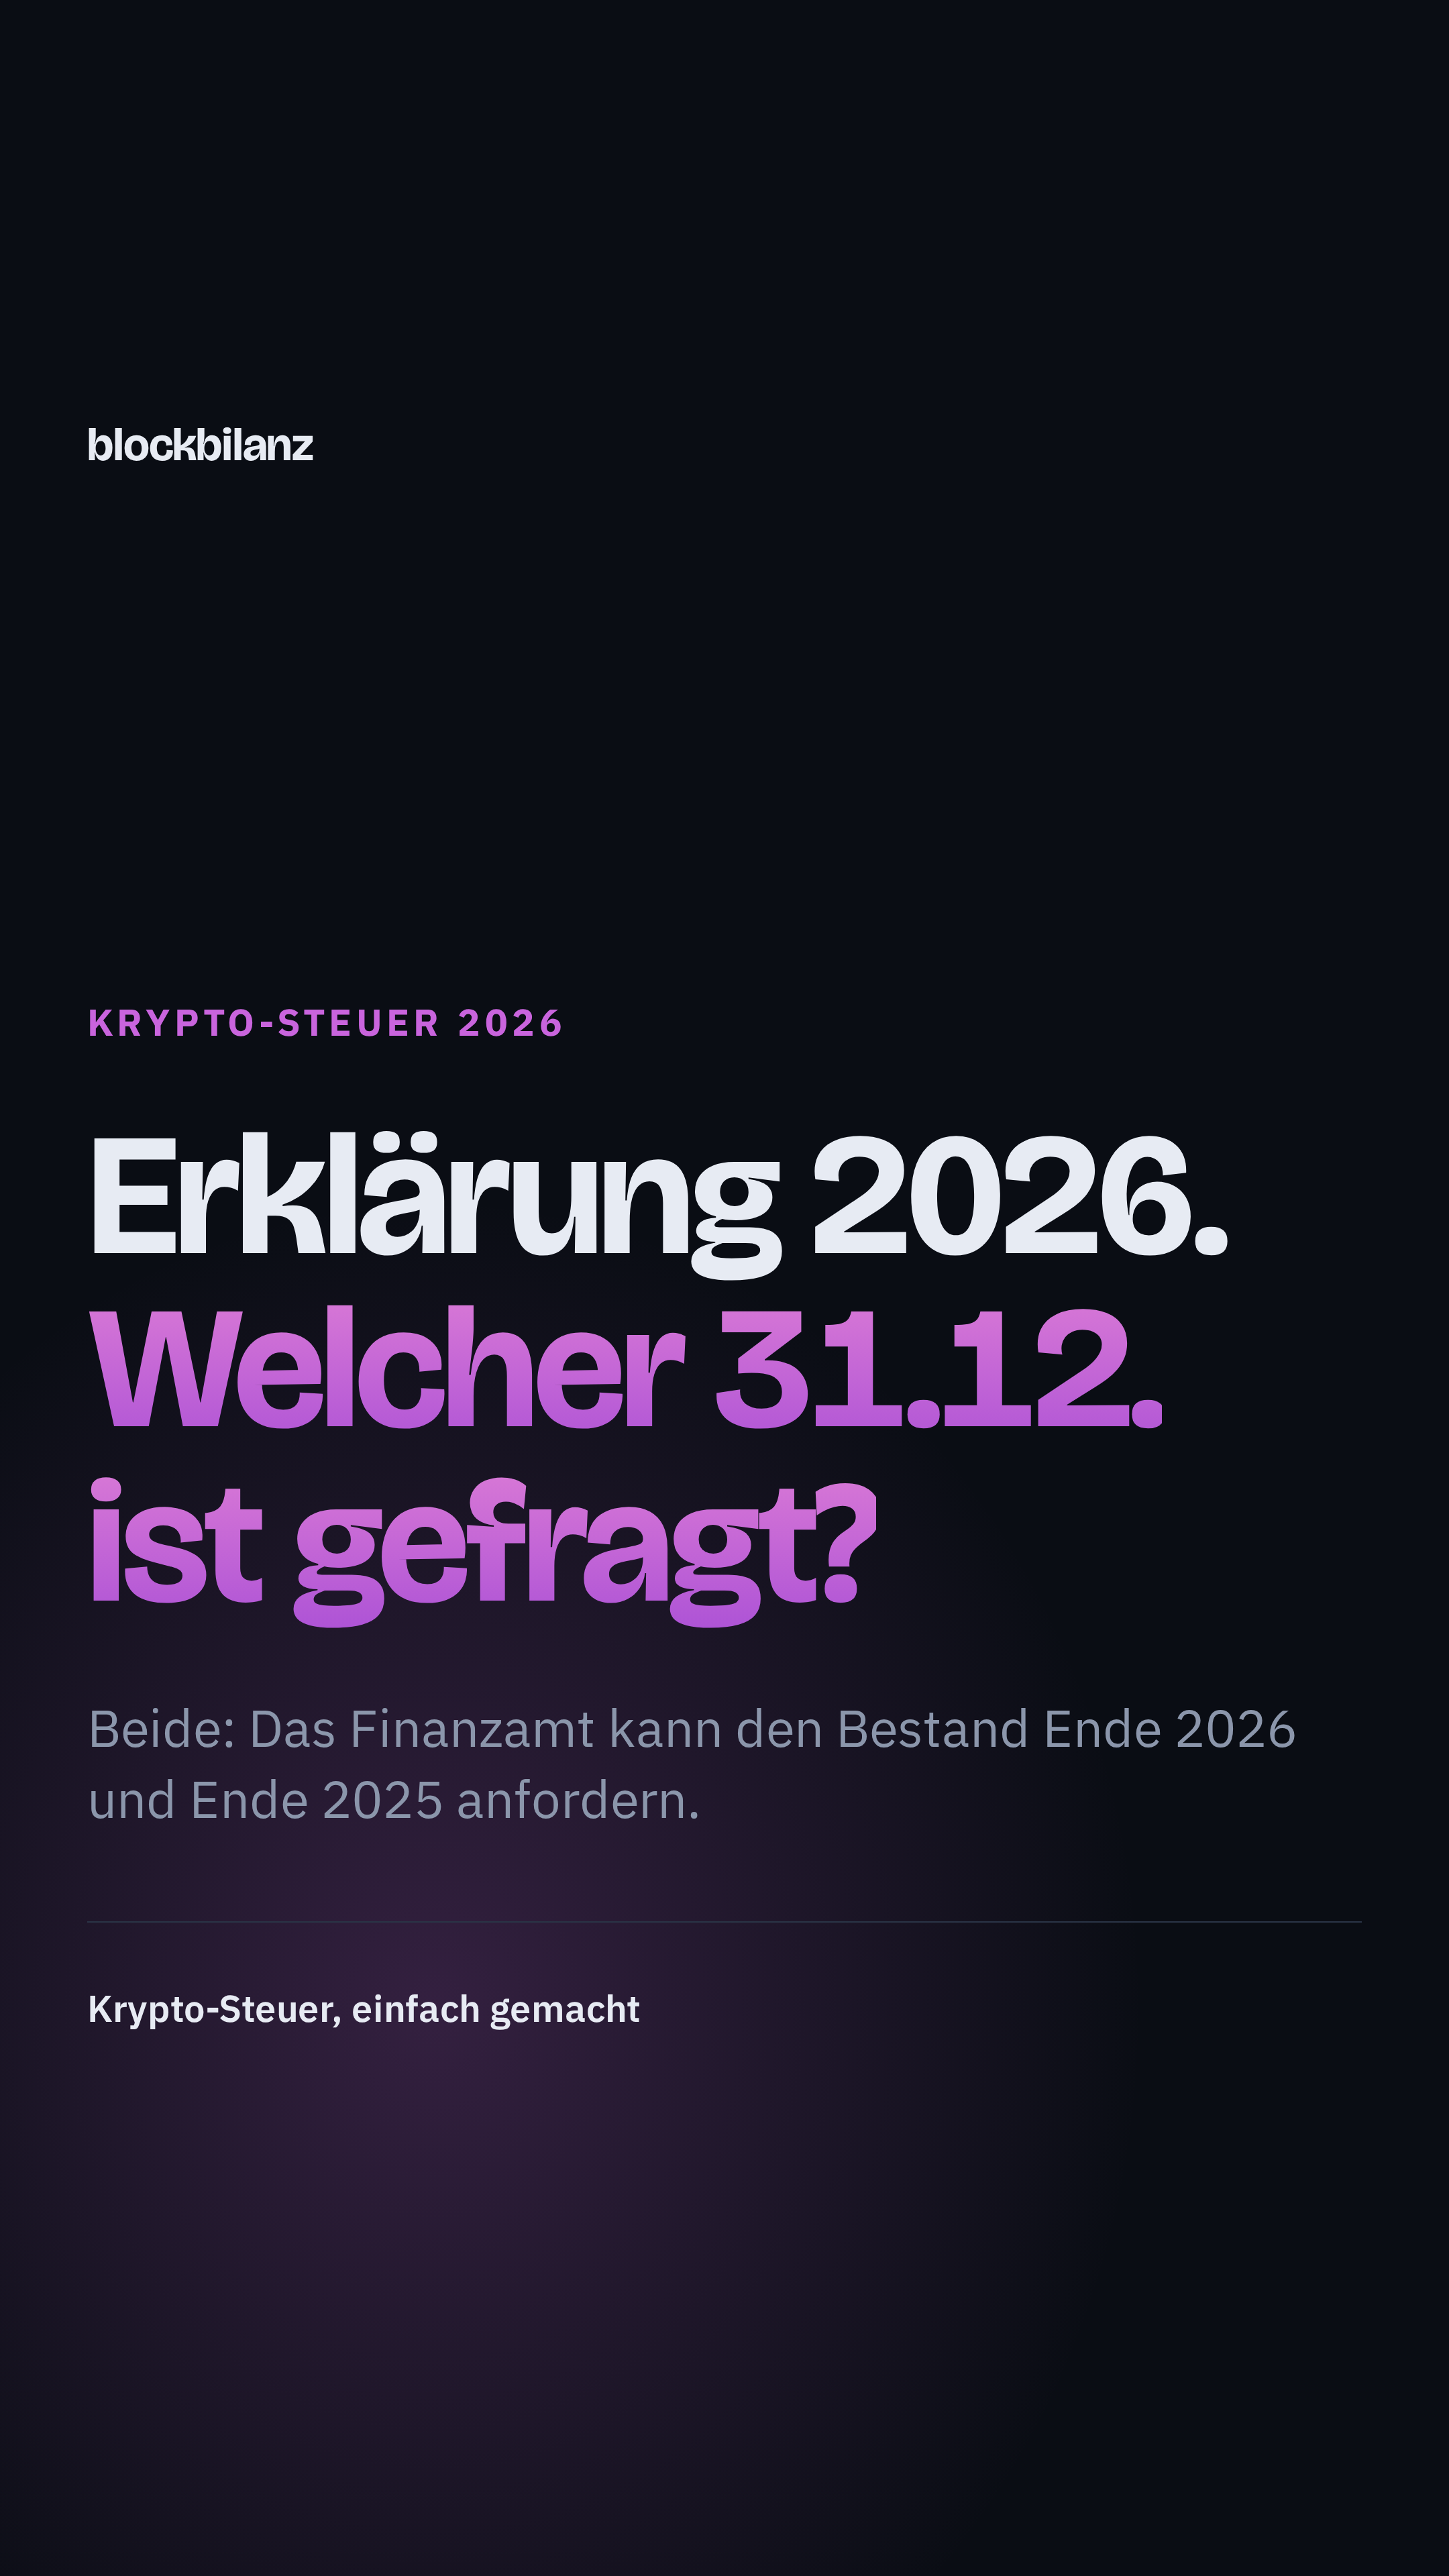 blockbilanz
KRYPTO-STEUER 2026
Erklärung 2026.
Welcher 31.12.
ist gefragt?
Beide: Das Finanzamt kann den Bestand Ende 2026
und Ende 2025 anfordern.
Krypto-Steuer, einfach gemacht